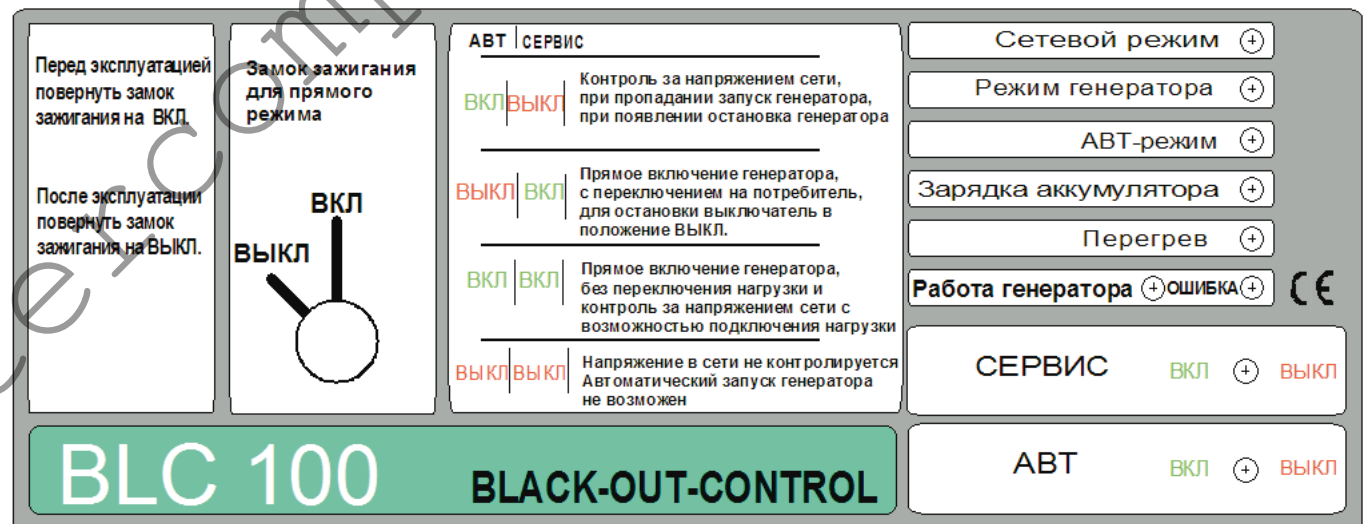 Перед эксплуатацией
повернуть замок
зажигания на ВКЛ.
После эксплуатации
повернуть замок
зажигания на ВЫКЛ.
Замок зажигания
для прямого
режима
ВКЛ
ВЫКЛ
АВТ СЕРВИС
ВКЛ ВЫКЛ
Контроль за напряжением сети,
при пропадании запуск генератора,
при появлении остановка генератора
ВЫКЛ ВКЛ
Прямое включение генератора,
с переключением на потребитель,
для остановки выключатель в
положение ВЫКЛ.
ВКЛ ВКЛ
Прямое включение генератора,
без переключения нагрузки и
контроль за напряжением сети с
возможностью подключения нагрузки
ВЫКЛ ВЫКЛ
Напряжение в сети не контролируется
Автоматический запуск генератора
не возможен
Сетевой режим
Режим генератора
АВТ-режим
Зарядка аккумулятора
Перегрев
Работа генератора ОШИБКА
CE
СЕРВИС ВКЛ ВЫКЛ
АВТ ВКЛ ВЫКЛ
BLC 100 BLACK-OUT-CONTROL